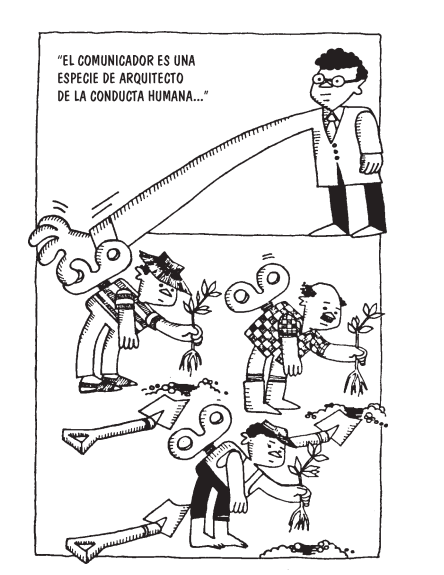 “EL COMUNICADOR ES UNA
ESPECIE DE ARQUITECTO
DE LA CONDUCTA HUMANA...”